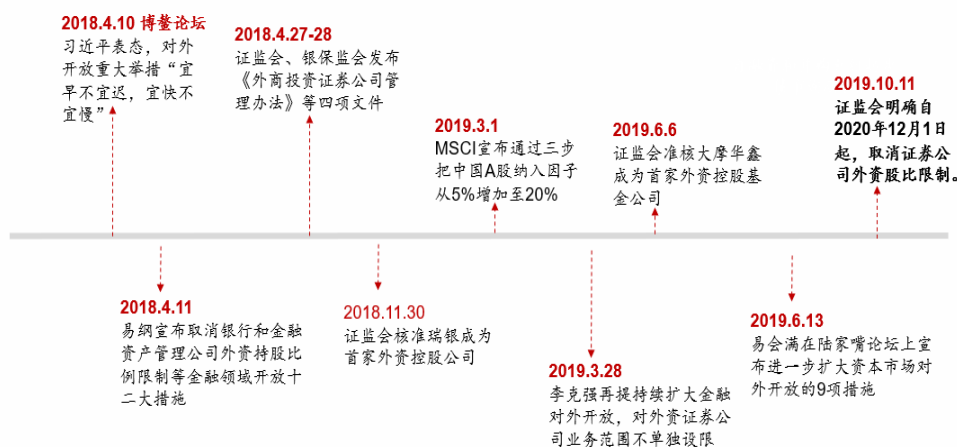 2018.4.10 博鳌论坛
习近平表态，对外
开放重大举措“宜
早不宜迟，宜快不
宜慢”
2018.4.27-28
证监会、银保监会发布
《外商投资证券公司管
理办法》等四项文件
2019.3.1
MSCI宣布通过三步
把中国A股纳入因子
从5%增加至20%
2019.6.6
证监会准核大摩华鑫
成为首家外资控股基
金公司
2019.10.11
证监会明确自
2020年12月1日
起，取消证券公
司外资股比限制。
2018.4.11
易纲宣布取消银行和金融
资产管理公司外资持股比
例限制等金融领域开放十
二大措施
2018.11.30
证监会核准瑞银成为
首家外资控股公司
2019.3.28
李克强再提持续扩大金融
对外开放，对外资证券公
司业务范围不单独设限
2019.6.13
易会满在陆家嘴论坛上宣
布进一步扩大资本市场对
外开放的9项措施